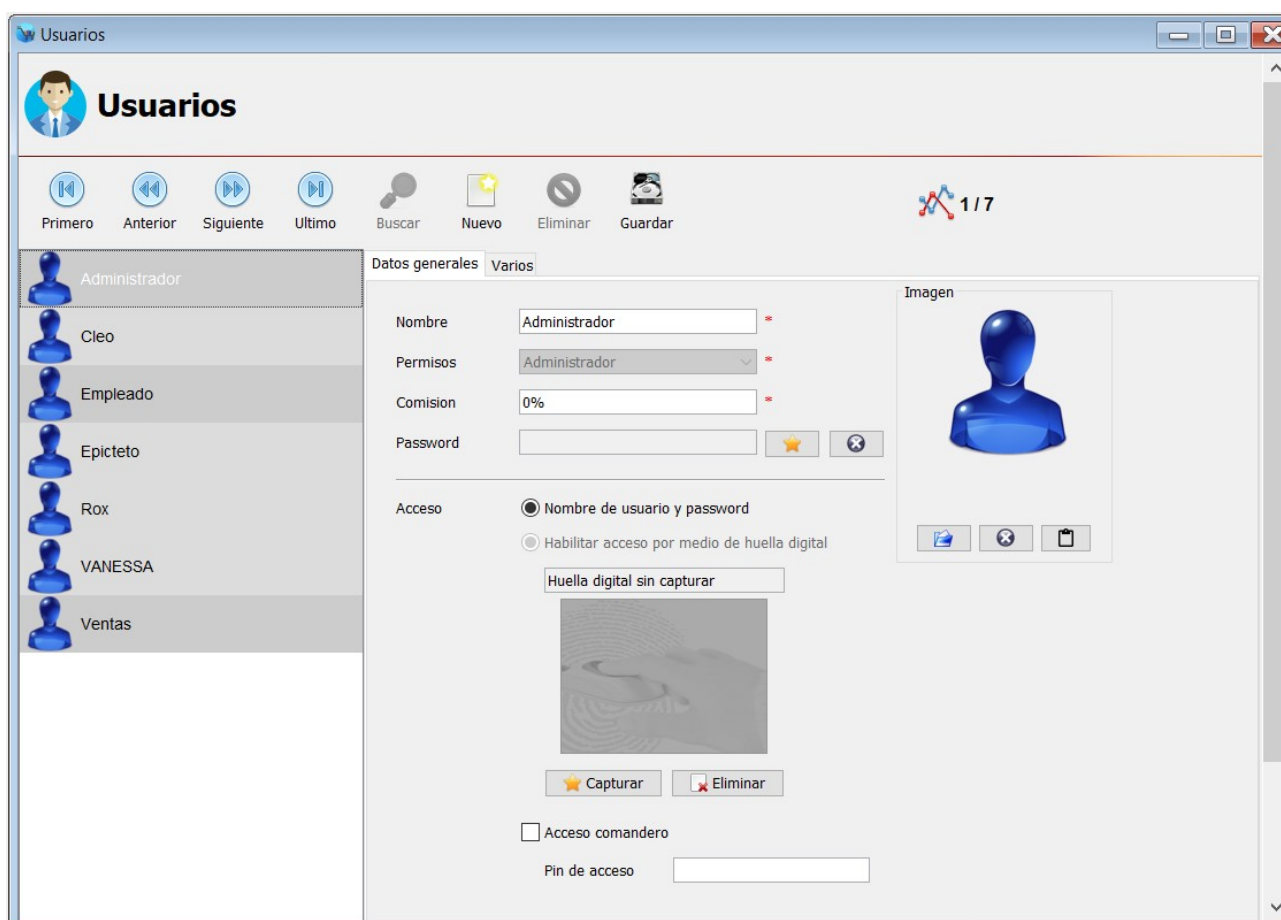 Usuarios
Usuarios
Primero Anterior Siguiente Ultimo Buscar Nuevo Eliminar Guardar 1 / 7
Administrador
Cleo
Empleado
Epicteto
Rox
VANESSA
Ventas
Datos generales Varios
Nombre Administrador *
Permisos Administrador *
Comision 0% *
Password
Acceso Nombre de usuario y password
Habilitar acceso por medio de huella digital
Huella digital sin capturar
Capturar Eliminar
Acceso comandero
Pin de acceso
Imagen